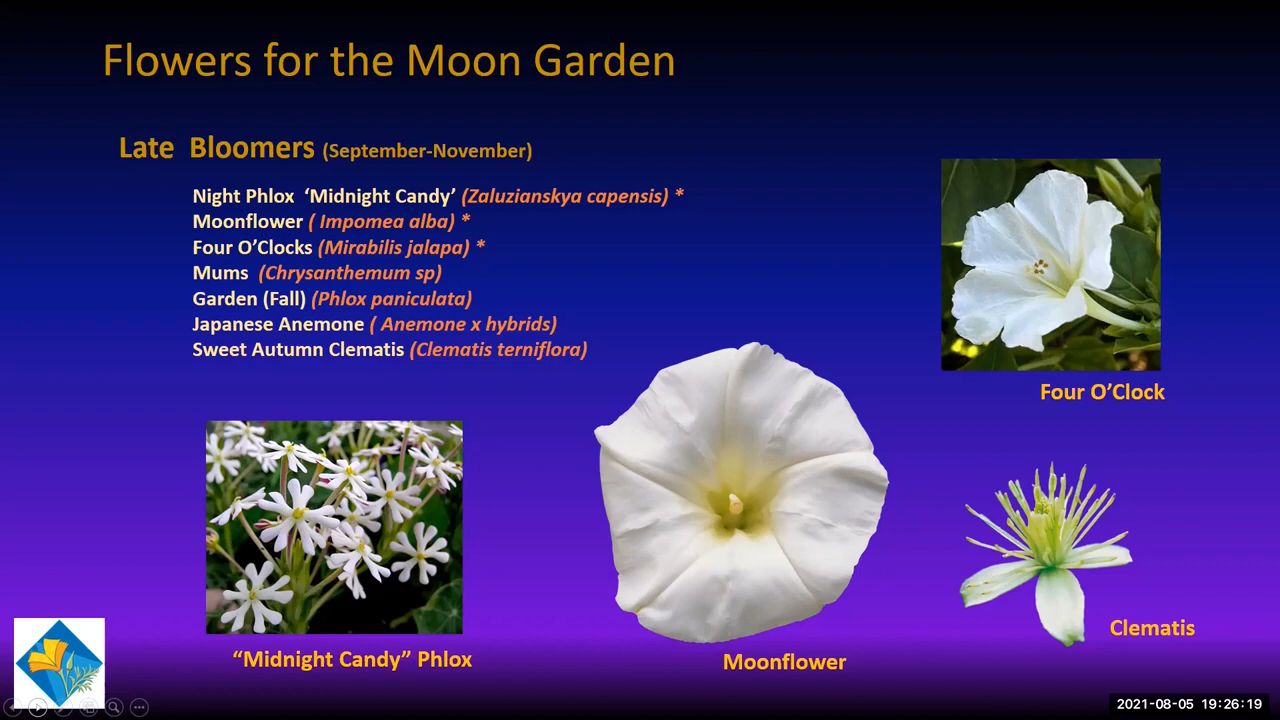 Flowers for the Moon Garden
Late Bloomers (September-November)
Night Phlox ‘Midnight Candy’ (Zaluzianskya capensis) *
Moonflower ( Impomea alba) *
Four O’Clocks (Mirabilis jalapa) *
Mums (Chrysanthemum sp)
Garden (Fall) (Phlox paniculata)
Japanese Anemone ( Anemone x hybrids)
Sweet Autumn Clematis (Clematis terniflora)
Four O’Clock
Clematis
“Midnight Candy” Phlox
Moonflower
2021-08-05 19:26:19